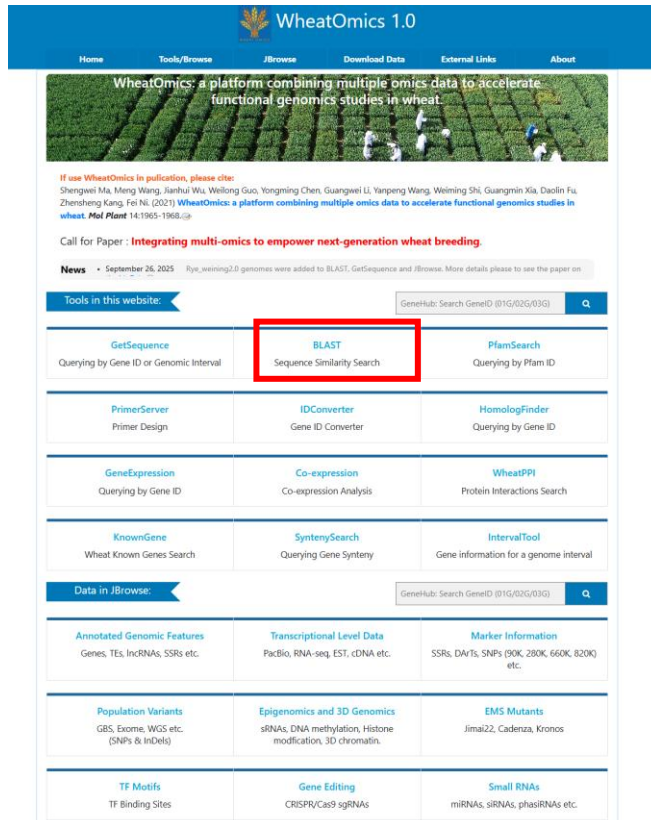 WheatOmics 1.0
Home Tools/Browse JBrowse Download Data External Links About
WheatOmics: a platform combining multiple omics data to accelerate
functional genomics studies in wheat.
If use WheatOmics in pulication, please cite:
Shengwei Ma, Meng Wang, Jianhui Wu, Weilong Guo, Yongming Chen, Guangwei Li, Yanpeng Wang, Weiming Shi, Guangmin Xia, Daolin Fu,
Zhensheng Kang, Fei Ni. (2021) WheatOmics: a platform combining multiple omics data to accelerate functional genomics studies in
wheat. Mol Plant 14:1965-1968.
Call for Paper : Integrating multi-omics to empower next-generation wheat breeding.
News • September 26, 2025 Rye_weining2.0 genomes were added to BLAST, GetSequence and JBrowse. More details please to see the paper on
Tools in this website: GeneHub: Search GeneID (01G/02G/03G)
GetSequence BLAST PfamSearch
Querying by Gene ID or Genomic Interval Sequence Similarity Search Querying by Pfam ID
PrimerServer IDConverter HomologFinder
Primer Design Gene ID Converter Querying by Gene ID
GeneExpression Co-expression WheatPPI
Querying by Gene ID Co-expression Analysis Protein Interactions Search
KnownGene SyntenySearch IntervalTool
Wheat Known Genes Search Querying Gene Synteny Gene information for a genome interval
Data in JBrowse: GeneHub: Search GeneID (01G/02G/03G)
Annotated Genomic Features Transcriptional Level Data Marker Information
Genes, TEs, lncRNAs, SSRs etc. PacBio, RNA-seq, EST, cDNA etc. SSRs, DArTs, SNPs (90K, 280K, 660K, 820K)
etc.
Population Variants Epigenomics and 3D Genomics EMS Mutants
GBS, Exome, WGS etc. sRNAs, DNA methylation, Histone Jimai22, Cadenza, Kronos
(SNPs & InDels) modfication, 3D chromatin.
TF Motifs Gene Editing Small RNAs
TF Binding Sites CRISPR/Cas9 sgRNAs miRNAs, siRNAs, phasiRNAs etc.